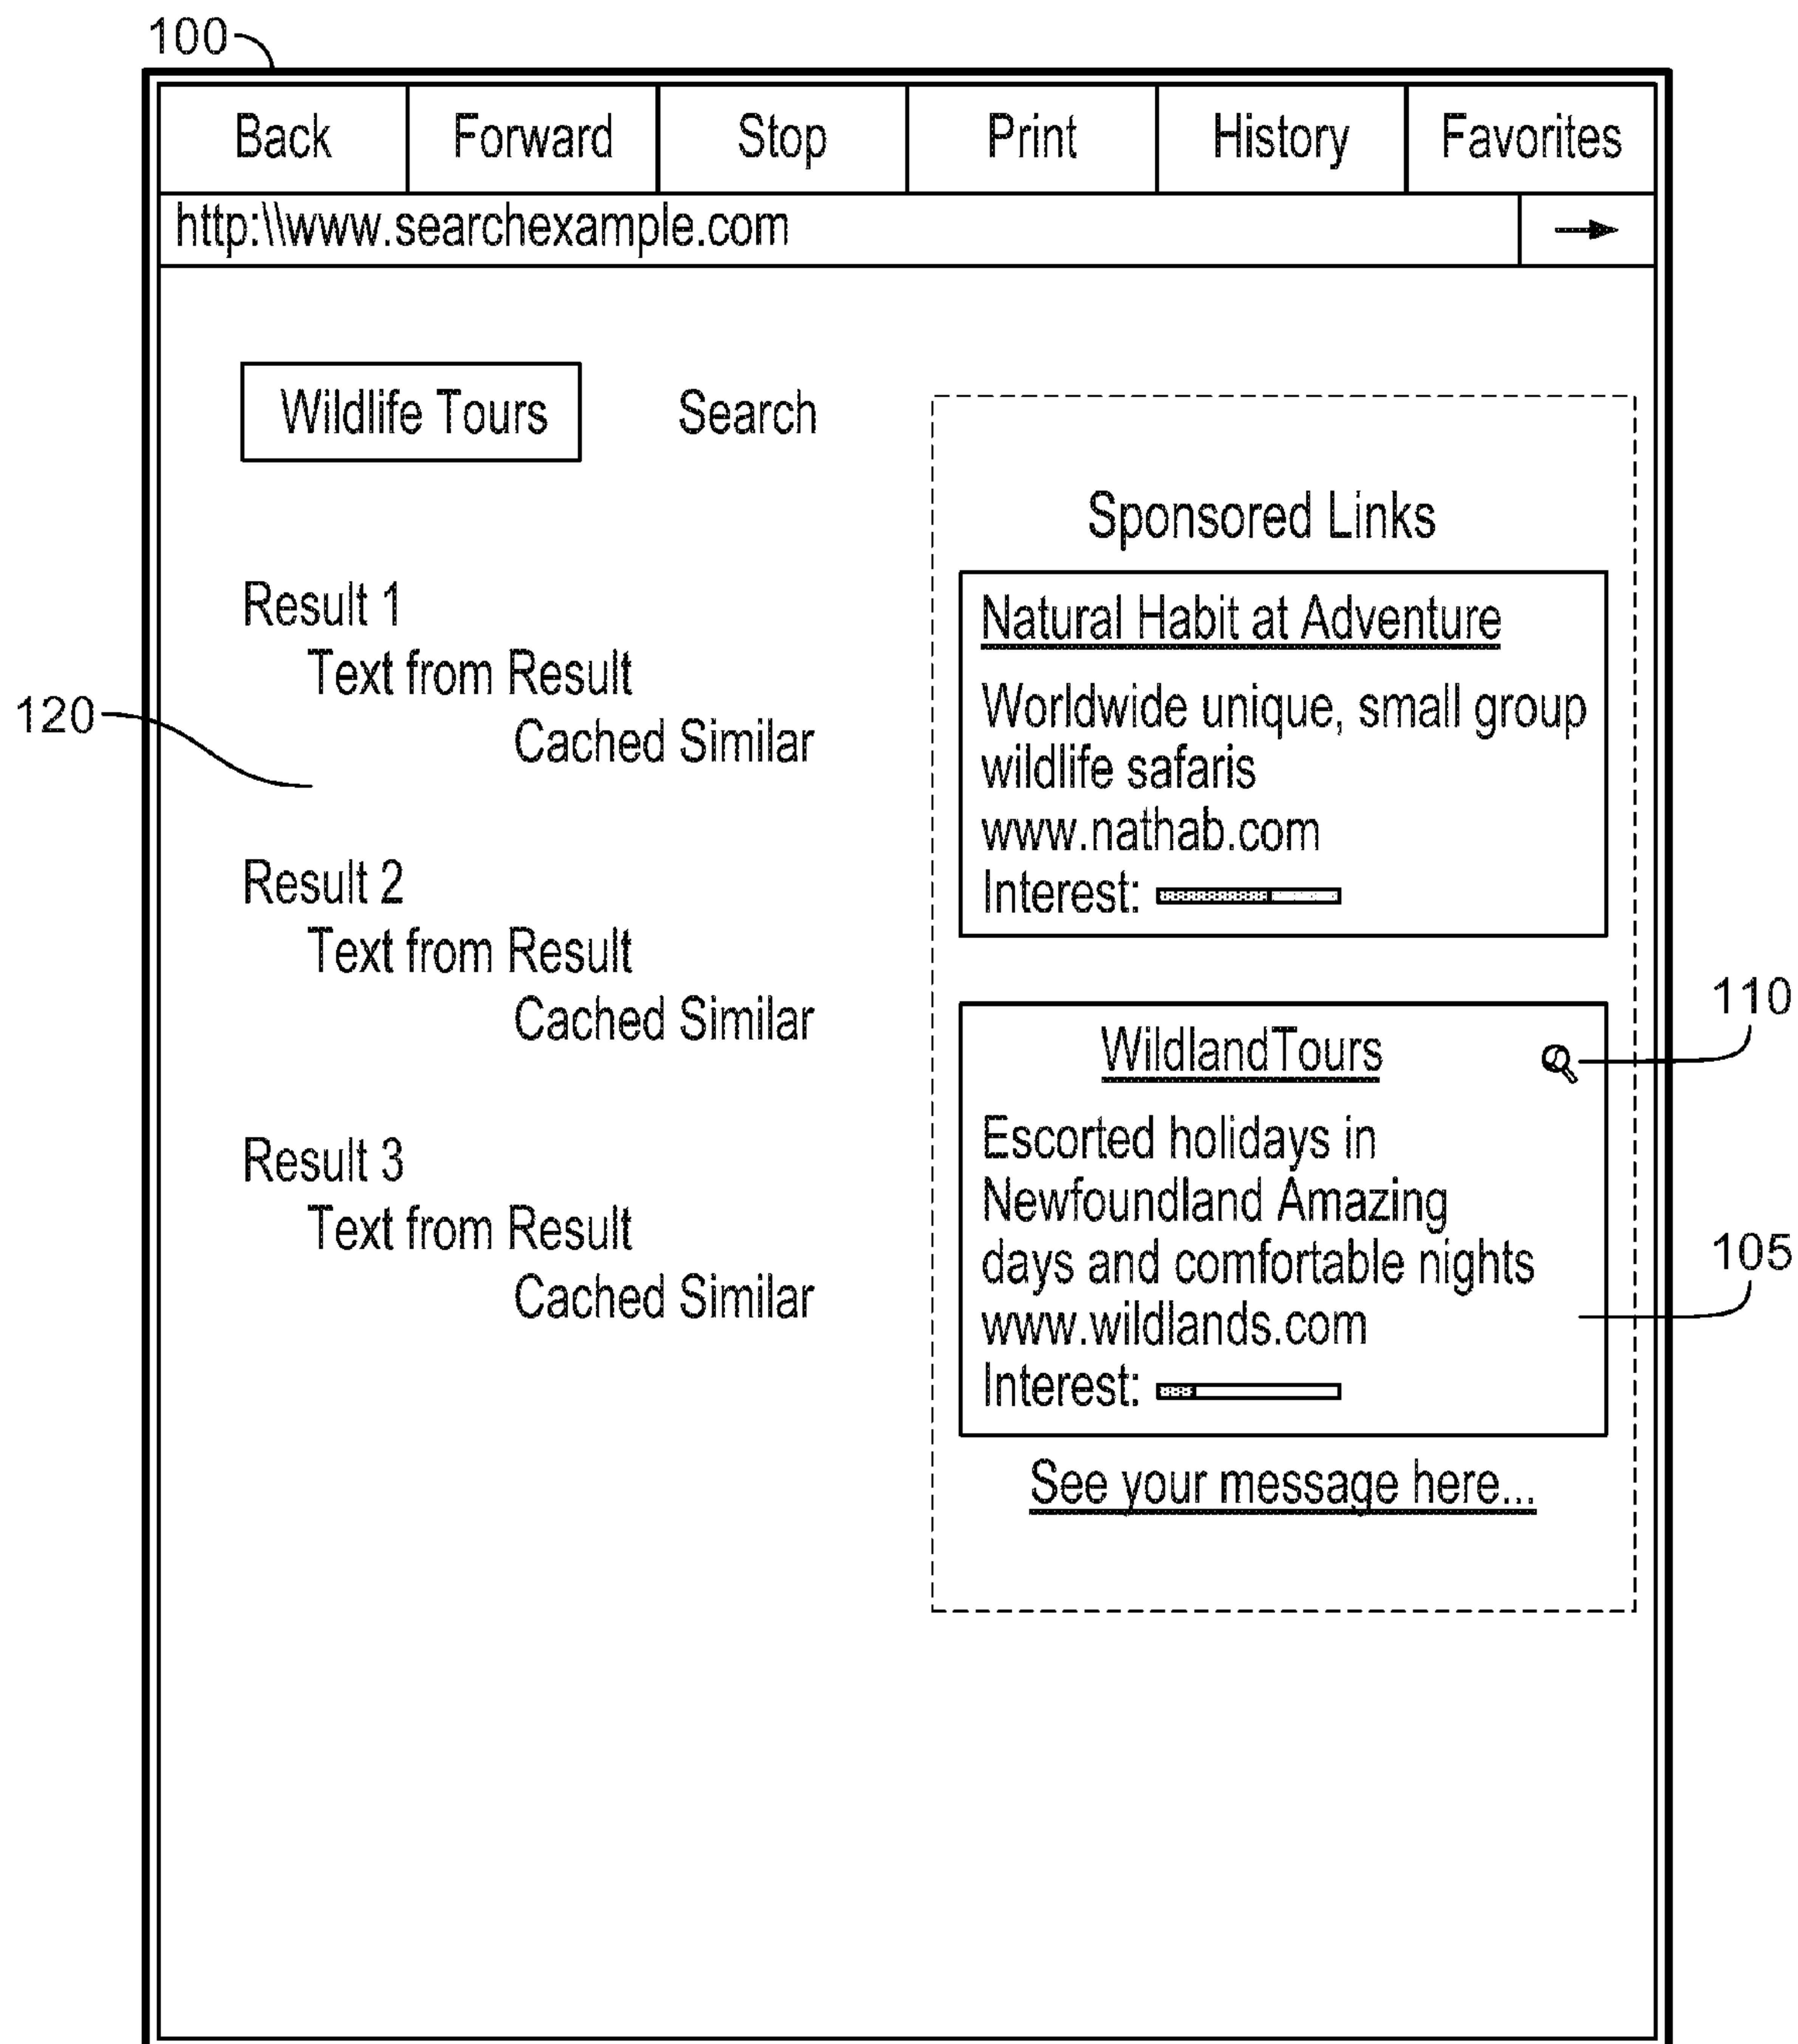 100
Back Forward Stop Print History Favorites
http:\\www.searchexample.com
Wildlife Tours Search
Result 1
Text from Result
Cached Similar
120
Result 2
Text from Result
Cached Similar
Result 3
Text from Result
Cached Similar
Sponsored Links
Natural Habit at Adventure
Worldwide unique, small group
wildlife safaris
www.nathab.com
Interest:
WildlandTours
110
Escorted holidays in
Newfoundland Amazing
days and comfortable nights
105
www.wildlands.com
Interest:
See your message here...